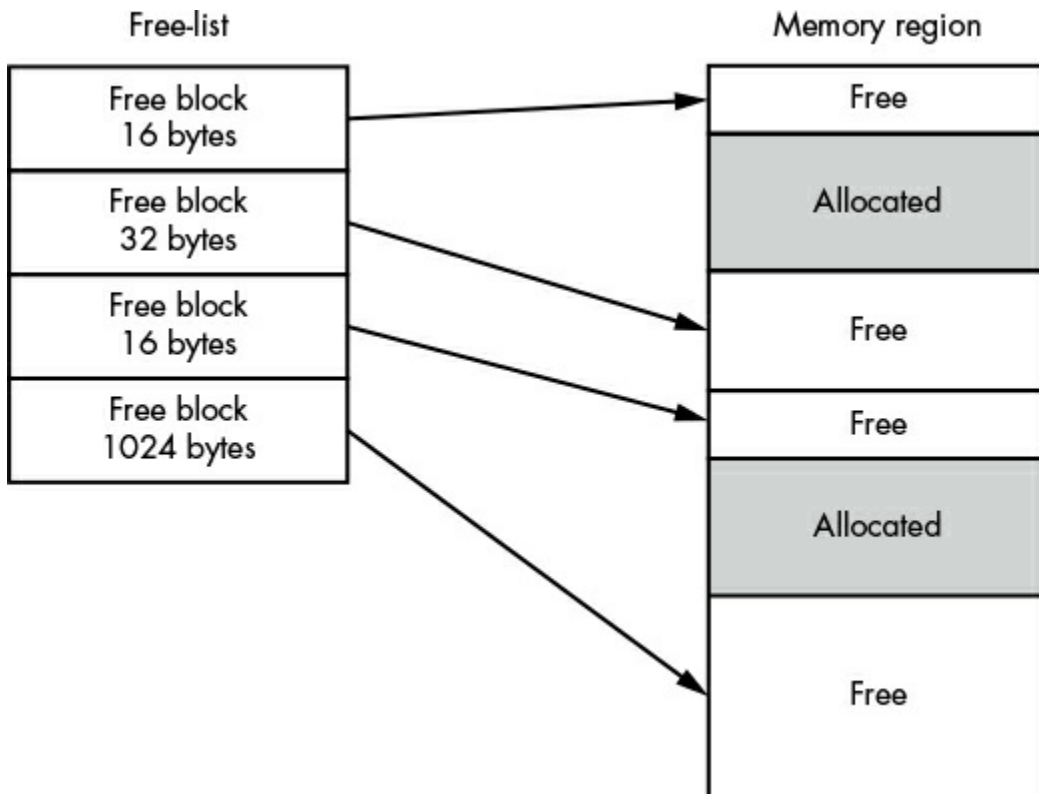 Free-list
Free block
16 bytes
Free block
32 bytes
Free block
16 bytes
Free block
1024 bytes
Memory region
Free
Allocated
Free
Free
Allocated
Free